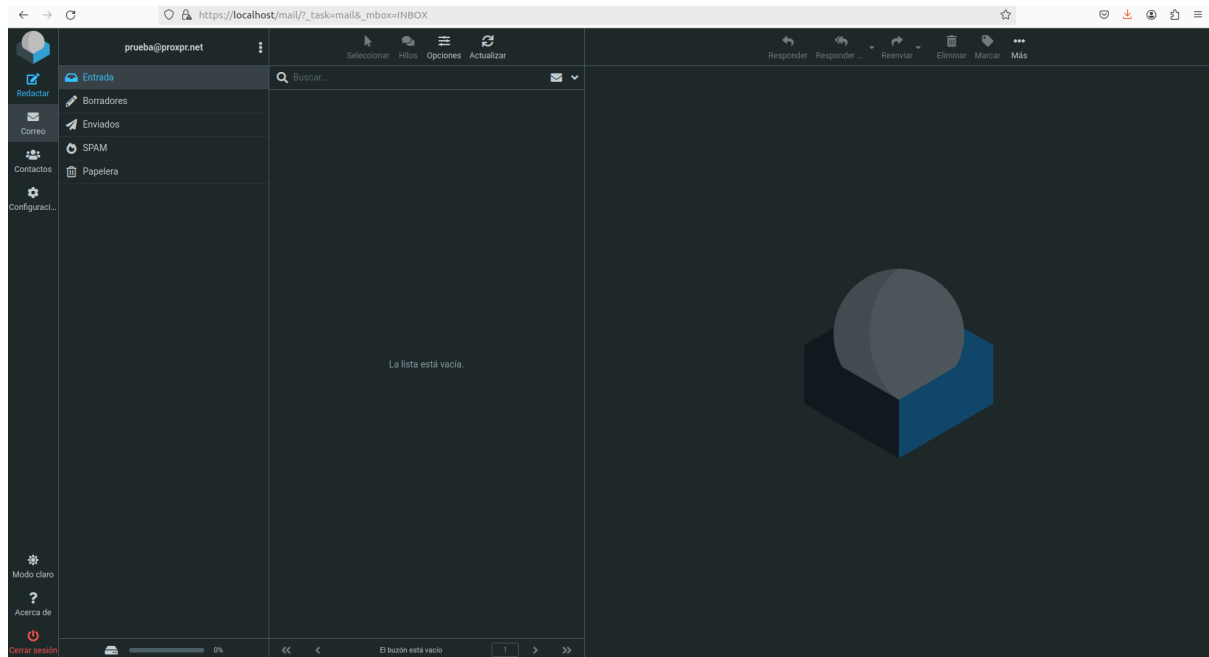 https://localhost/mail/?_task=mail&_mbox=INBOX
prueba@proxpr.net
Seleccionar Hilos Opciones Actualizar
Responder Responder ... Reenviar Eliminar Marcar Más
Redactar
Correo
Contactos
Configuraci...
Entrada
Borradores
Enviados
SPAM
Papelera
Buscar...
La lista está vacía.
Modo claro
Acerca de
Cerrar sesión
0%
El buzón está vacío
1